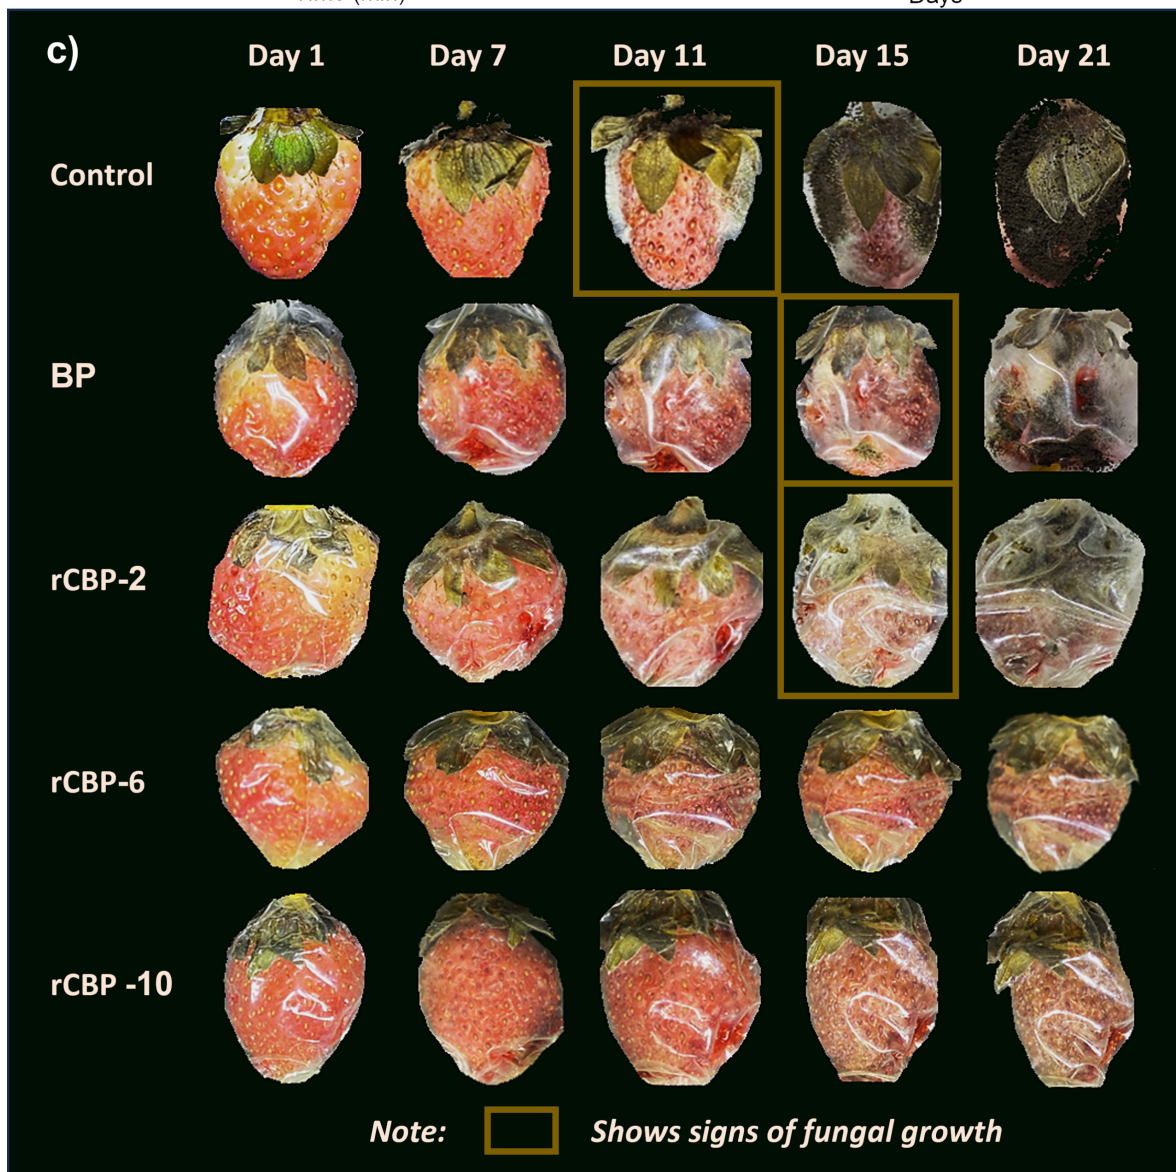 Days
c)
Day 1 Day 7 Day 11 Day 15 Day 21
Control
BP
rCBP-2
rCBP-6
rCBP -10
Note: Shows signs of fungal growth